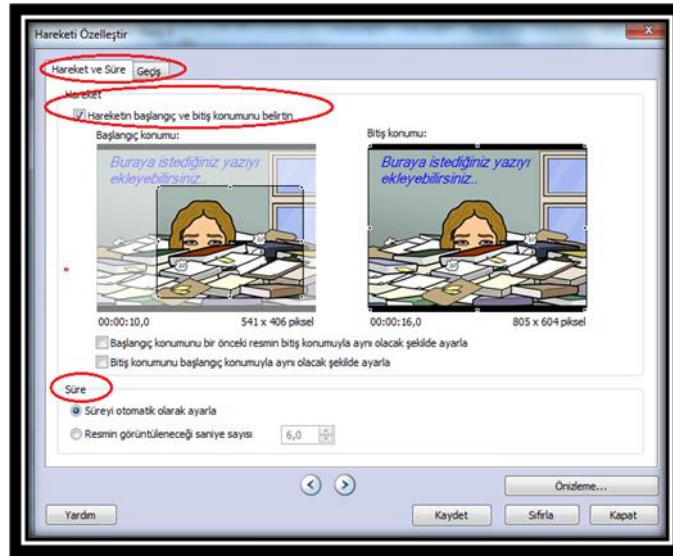 Hareketi Özelleştir
Hareket ve Süre Geçiş
Hareket
Hareketin başlangıç ve bitiş konumunu belirtin
Başlangıç konumu: Bitiş konumu:
Buraya istediğiniz yazıyı ekleyebilirsiniz..
Buraya istediğiniz yazıyı ekleyebilirsiniz..
00:00:10,0 541 x 406 piksel 00:00:16,0 805 x 604 piksel
Başlangıç konumunu bir önceki resmin bitiş konumuyla aynı olacak şekilde ayarla
Bitiş konumunu başlangıç konumuyla aynı olacak şekilde ayarla
Süre
Süreyi otomatik olarak ayarla
Resmin görüntüleneceği saniye sayısı 6,0
Önizleme...
Yardım Kaydet Sıfırla Kapat